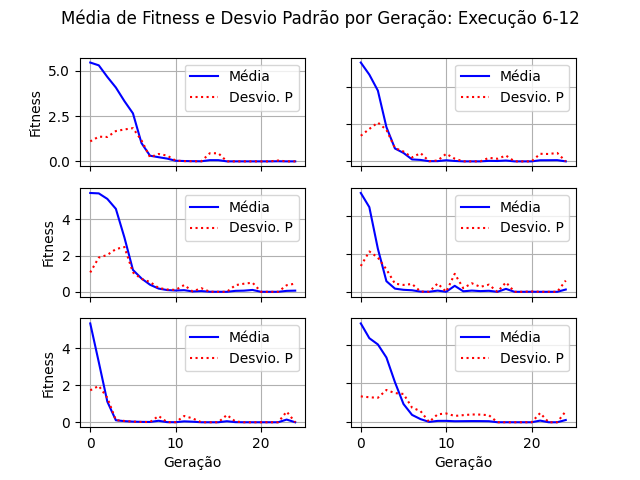 Média de Fitness e Desvio Padrão por Geração: Execução 6-12
Fitness
5.0
2.5
0.0
Média
Desvio. P
Média
Desvio. P
Fitness
4
2
0
Média
Desvio. P
Média
Desvio. P
Fitness
4
2
0
Média
Desvio. P
0
10
20
Geração
Média
Desvio. P
0
10
20
Geração